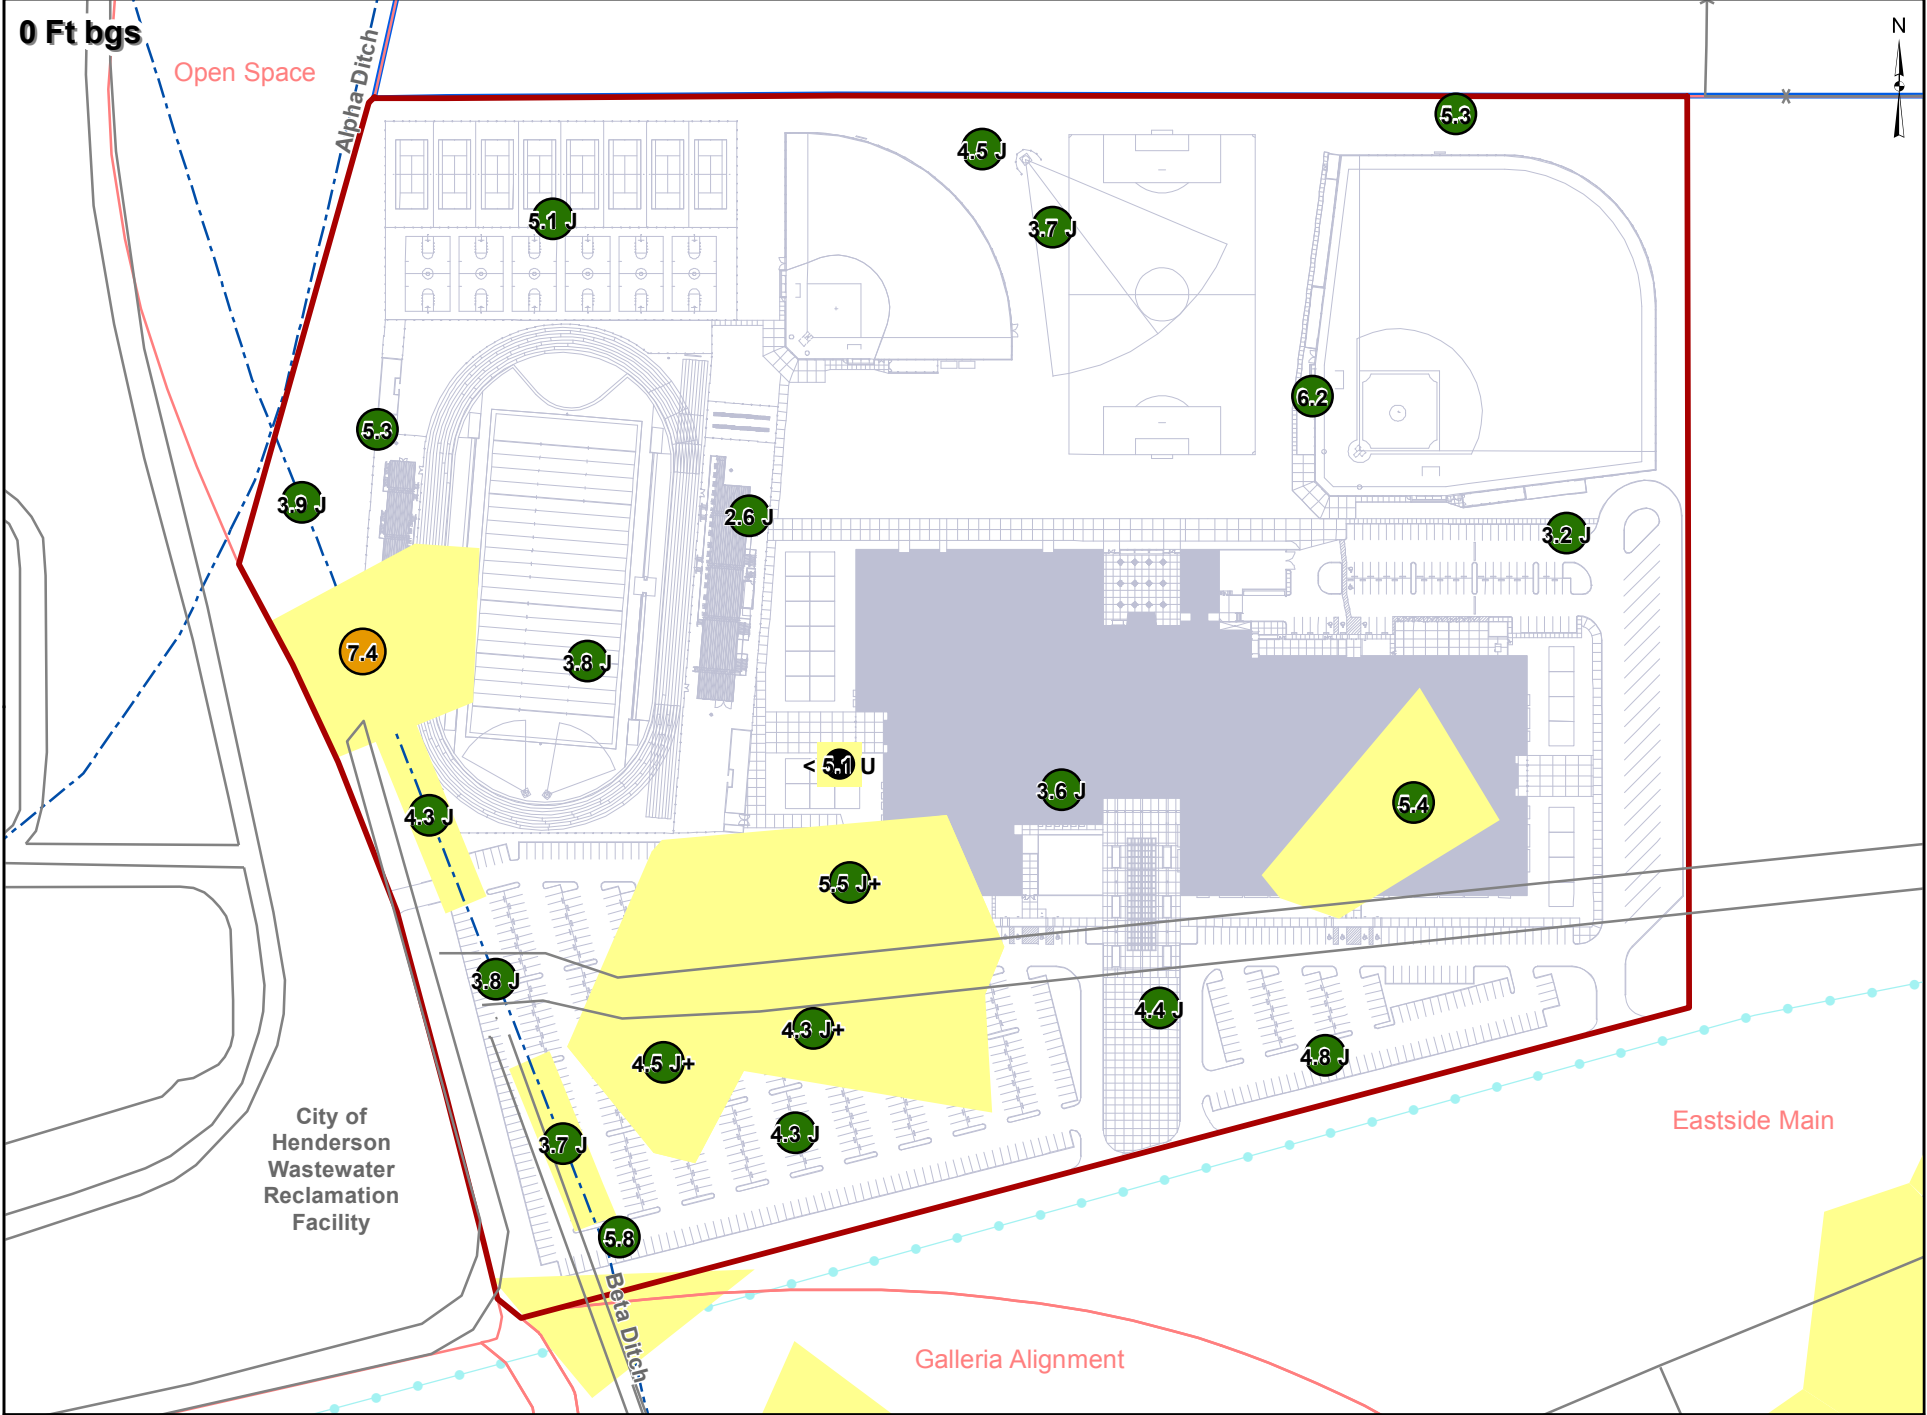 0 Ft bgs
N
Open Space
Alpha Ditch
5.3
4.5 J
5.1 J
3.7 J
6.2
5.3
3.9 J
2.6 J
3.2 J
7.4
3.8 J
< 5.1 U
3.6 J
5.4
4.3 J
5.5 J+
3.8 J
4.4 J
4.3 J+
4.8 J
4.5 J+
City of
Henderson
Wastewater
Reclamation
Facility
Eastside Main
4.3 J
3.7 J
5.8
Beta Ditch
Galleria Alignment